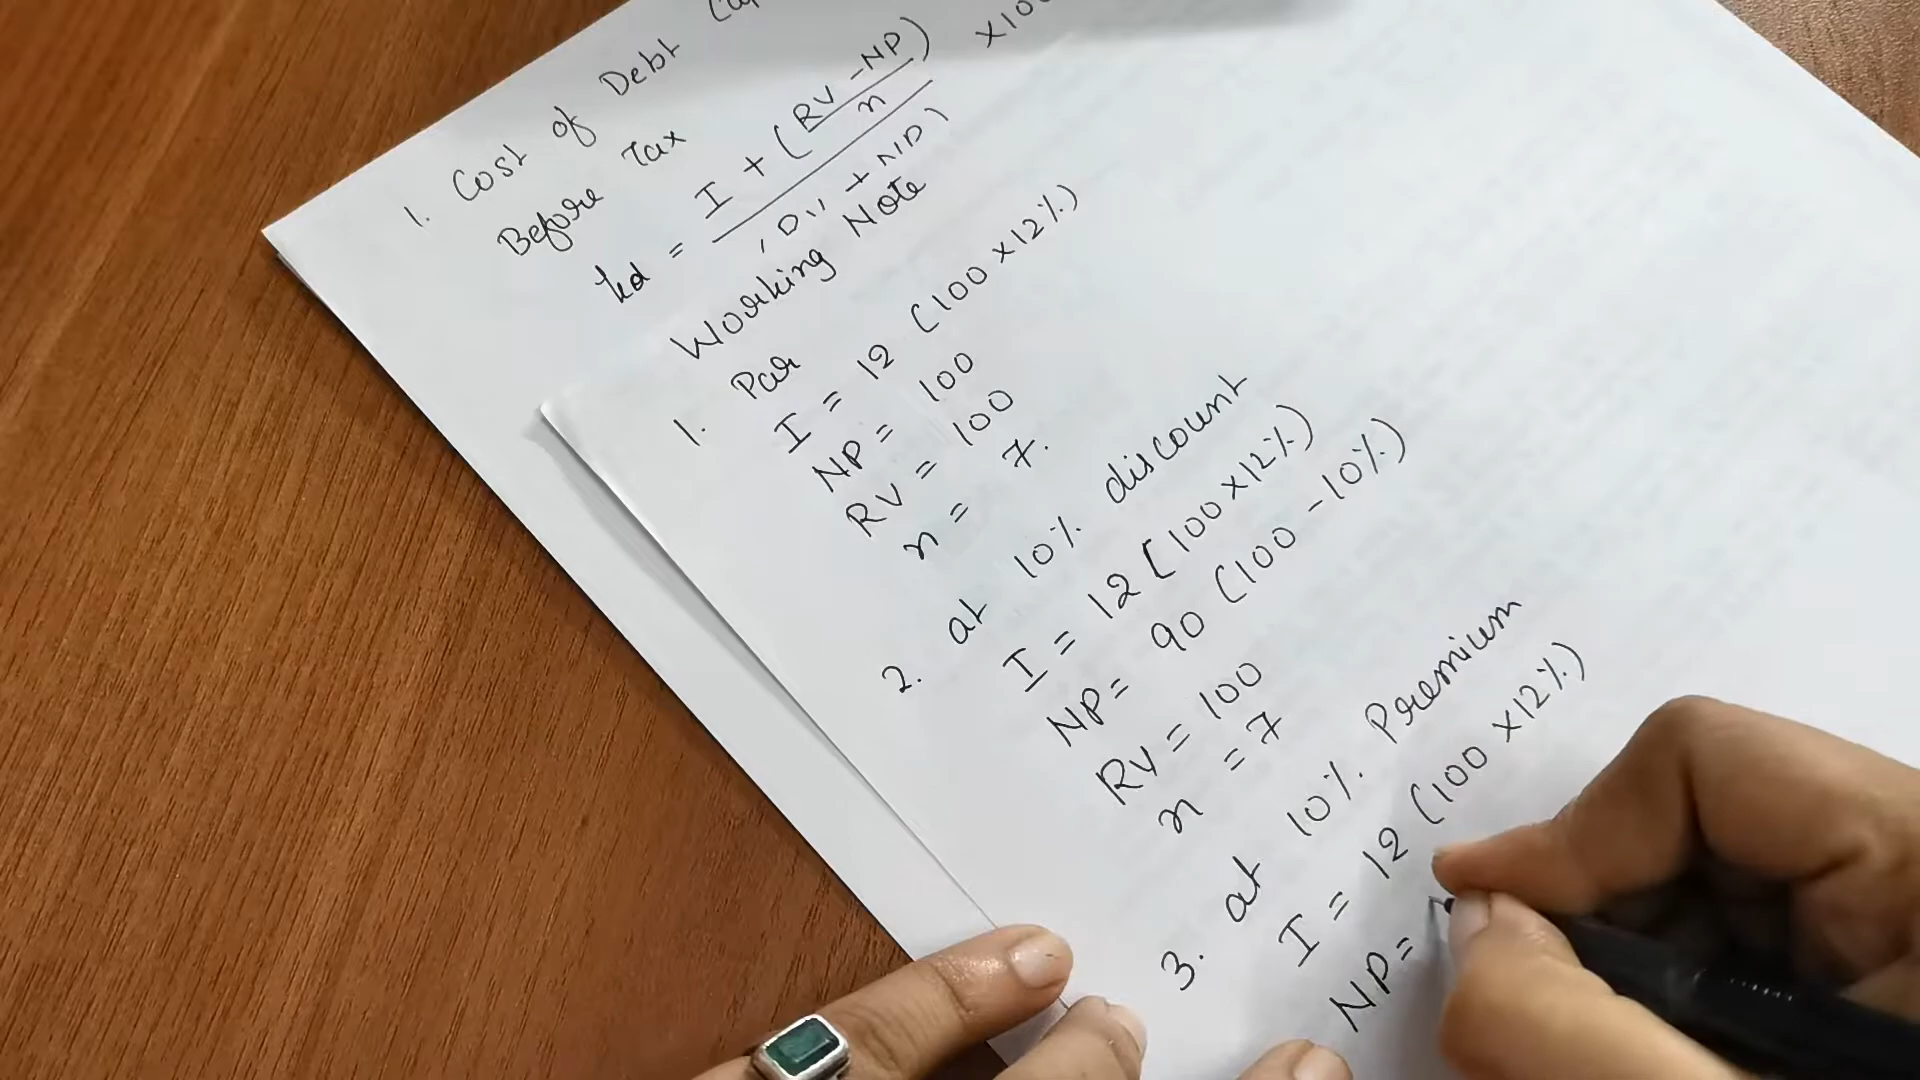 1. Cost of Debt
Before Tax
kd = I + (RV - NP) x100
n
Working Note
1. Par
I = 12 (100 x 12%)
NP = 100
RV = 100
n = 7.
2. at 10% discount
I = 12 (100 x 12%)
NP = 90 (100 - 10%)
RV = 100
n = 7
3. at 10% Premium
I = 12 (100 x 12%)
NP =